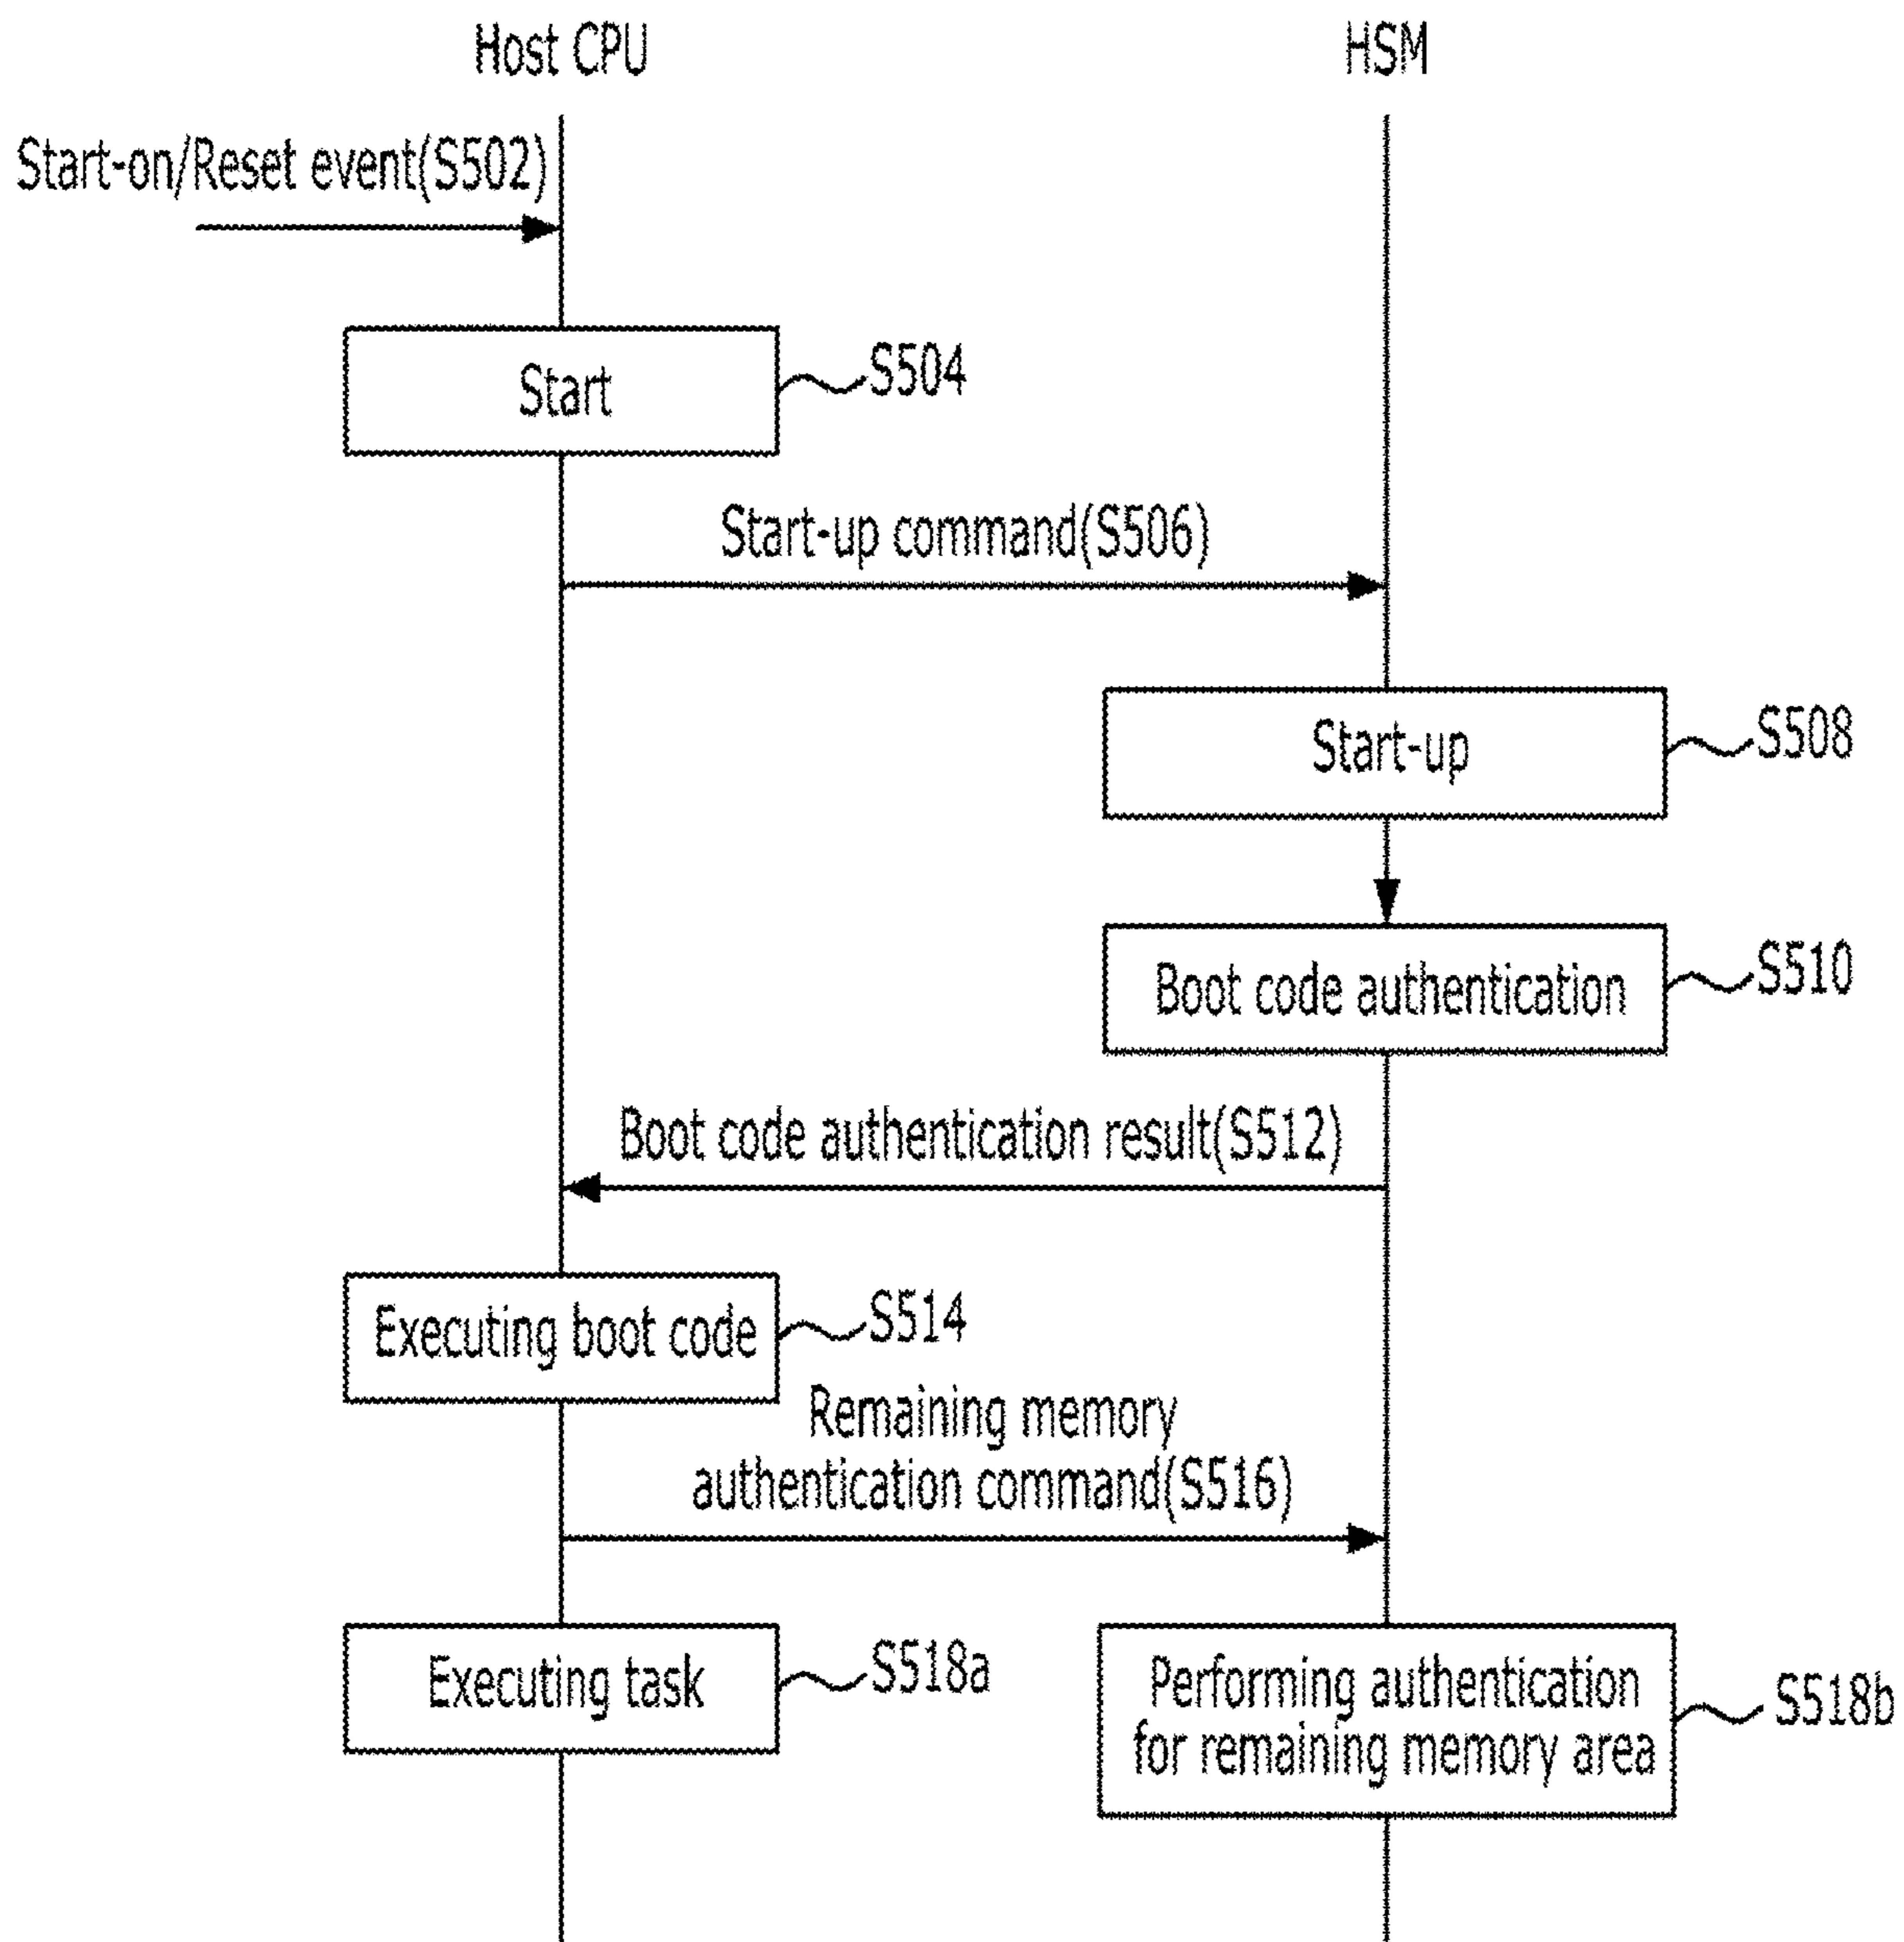 Host CPU
HSM
Start-on/Reset event(S502)
Start
S504
Start-up command(S506)
Start-up
S508
Boot code authentication
S510
Boot code authentication result(S512)
Executing boot code
S514
Remaining memory
authentication command(S516)
Executing task
S518a
Performing authentication
for remaining memory area
S518b